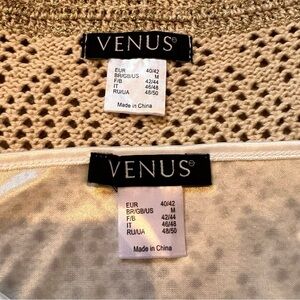 VENUS®
EUR 40/42
BR/GB/US M
F/B 42/44
IT 46/48
RU/UA 48/50
Made in China
VENUS®
EUR 40/42
BR/GB/US M
F/B 42/44
IT 46/48
RU/UA 48/50
Made in China